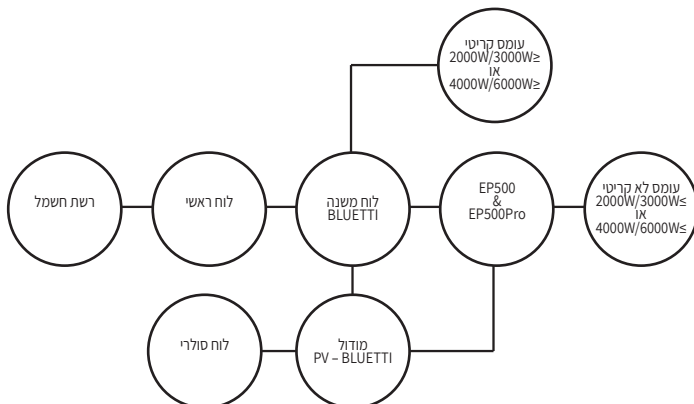 עומס קריטי
2000W/3000W≥
או
4000W/6000W≥
רשת חשמל
לוח ראשי
לוח משנה
BLUETTI
EP500
&
EP500Pro
עומס לא קריטי
2000W/3000W≤
או
4000W/6000W≤
לוח סולרי
מודול
PV – BLUETTI